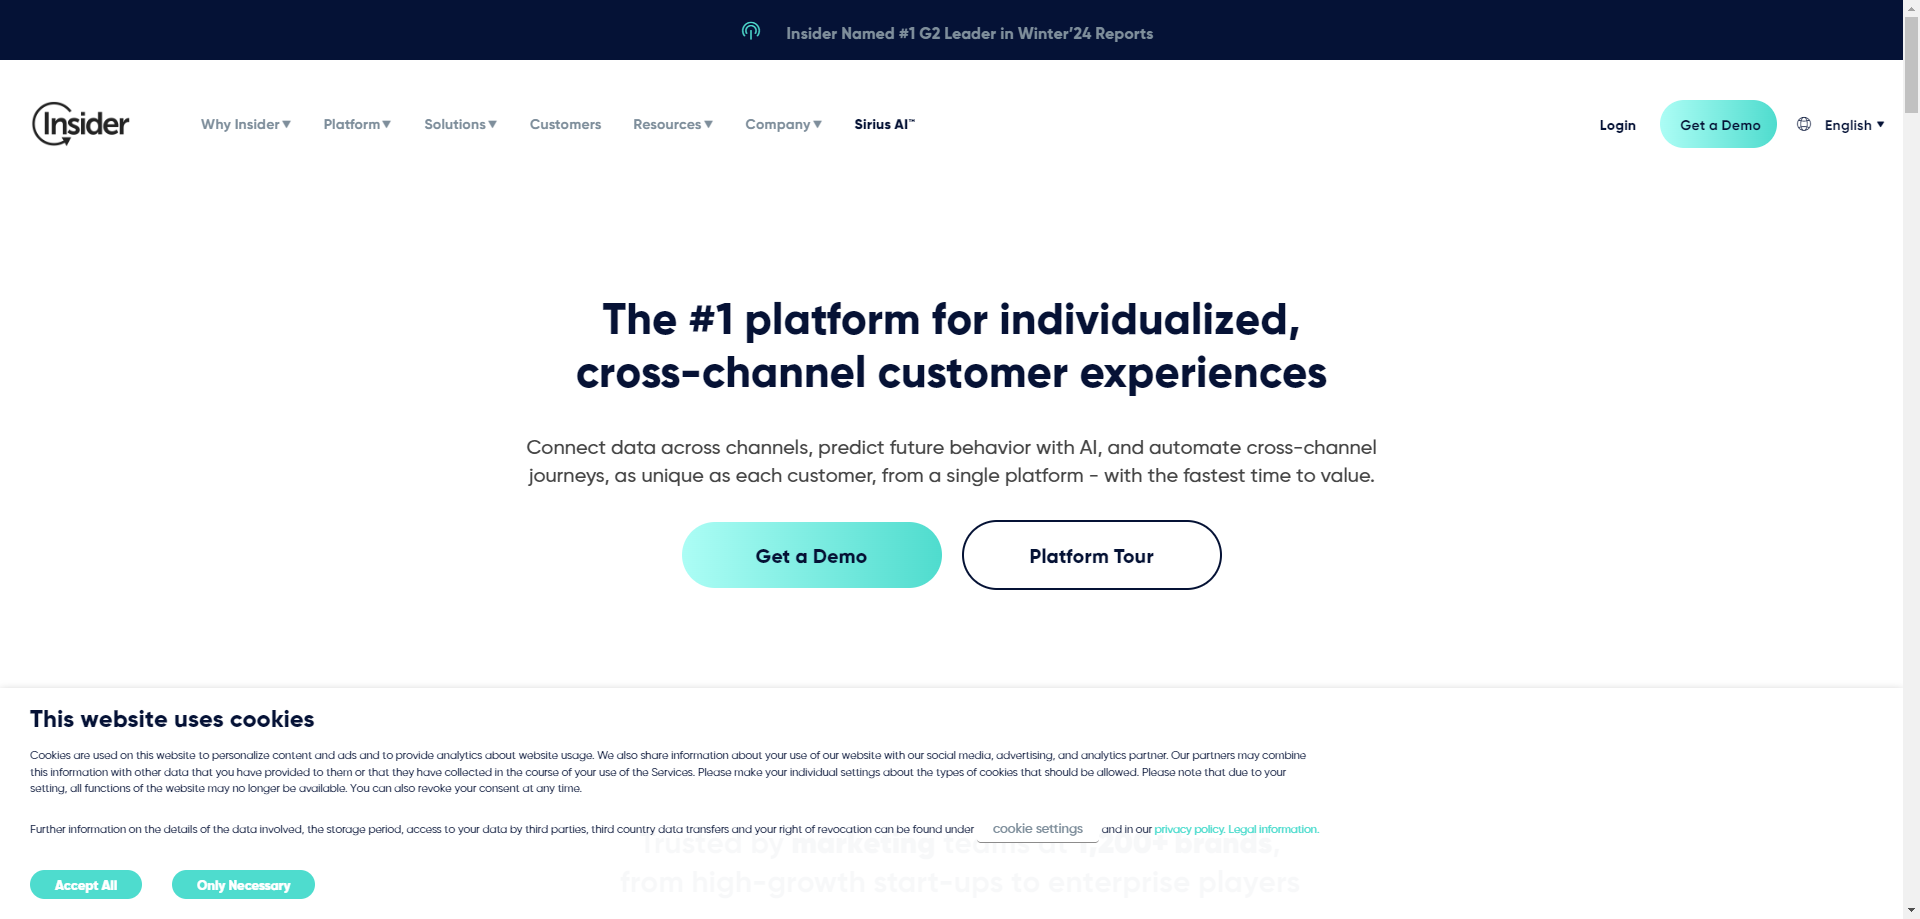 Insider Named #1 G2 Leader in Winter’24 Reports
Insider
Why Insider▼ Platform▼ Solutions▼ Customers Resources▼ Company▼ Sirius AI™
Login Get a Demo English ▼
The #1 platform for individualized,
cross-channel customer experiences
Connect data across channels, predict future behavior with AI, and automate cross-channel
journeys, as unique as each customer, from a single platform - with the fastest time to value.
Get a Demo Platform Tour
This website uses cookies
Cookies are used on this website to personalize content and ads and to provide analytics about website usage. We also share information about your use of our website with our social media, advertising, and analytics partner. Our partners may combine
this information with other data that you have provided to them or that they have collected in the course of your use of the Services. Please make your individual settings about the types of cookies that should be allowed. Please note that due to your
setting, all functions of the website may no longer be available. You can also revoke your consent at any time.
Further information on the details of the data involved, the storage period, access to your data by third parties, third country data transfers and your right of revocation can be found under cookie settings and in our privacy policy. Legal information.
Trusted by marketing teams at 1,200+ brands,
from high-growth start-ups to enterprise players
Accept All Only Necessary